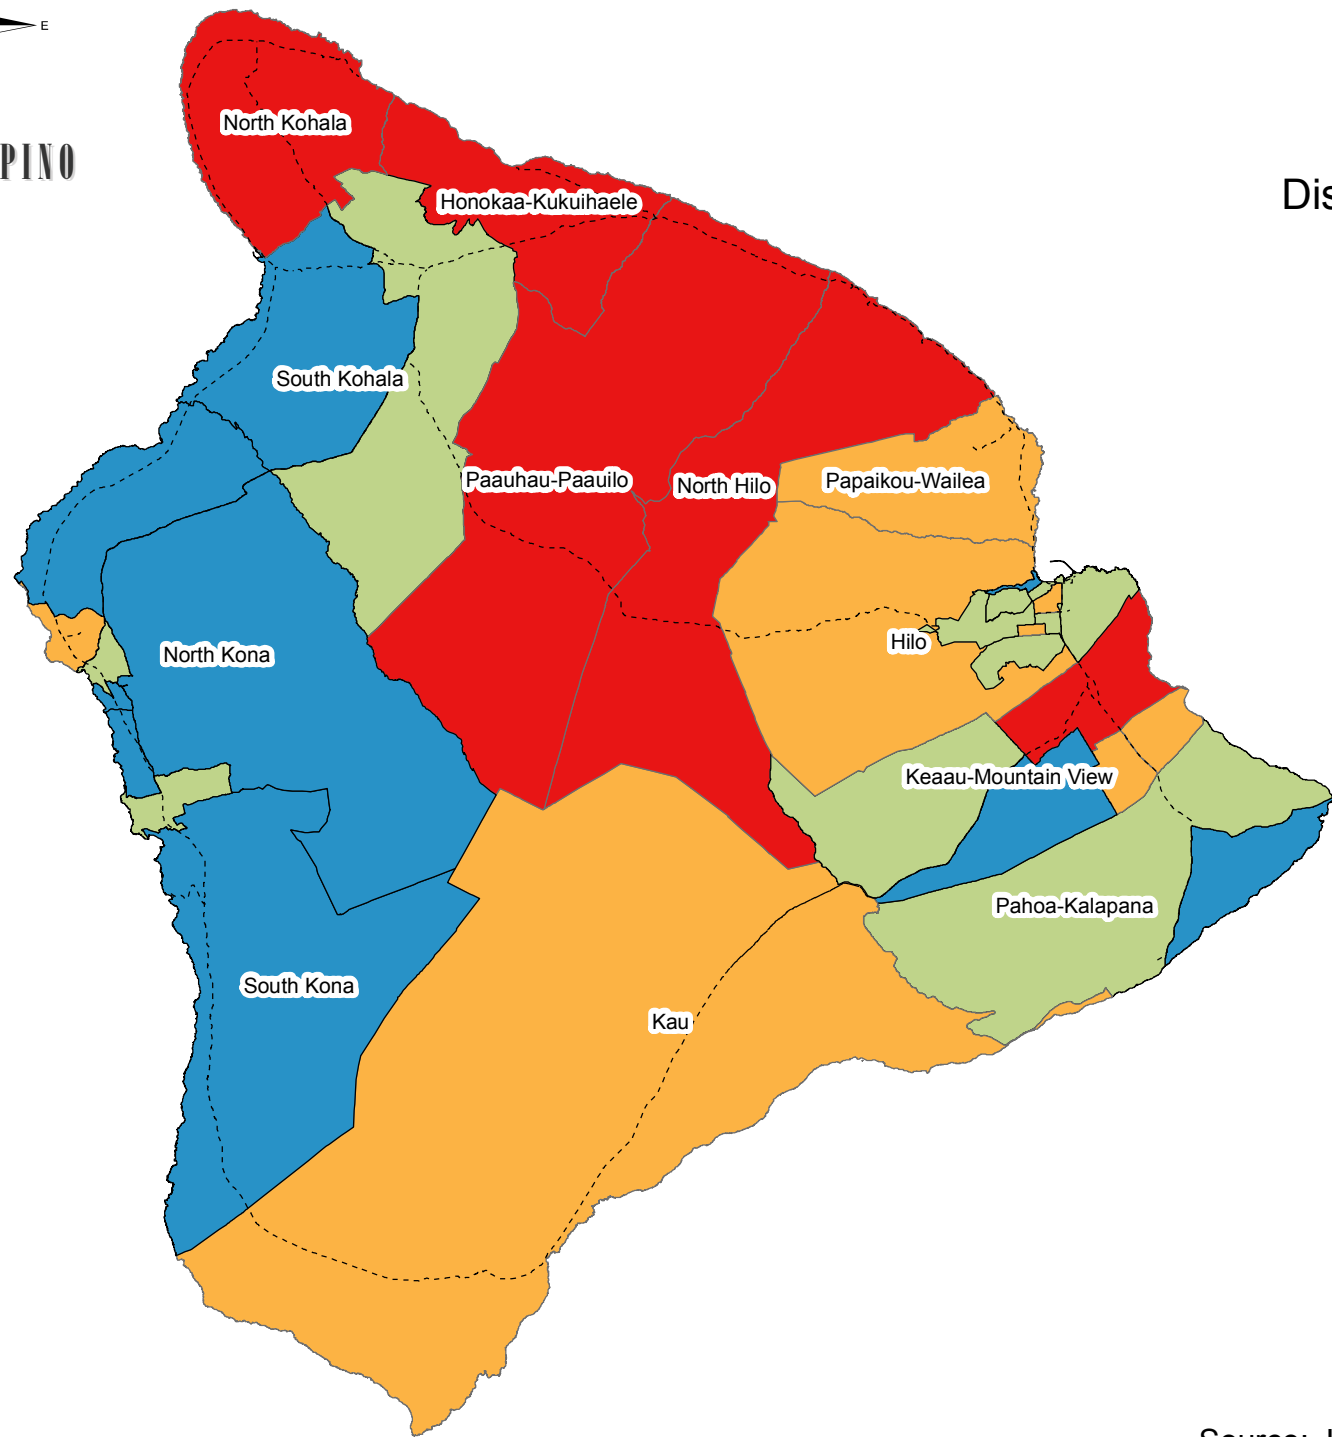 E
PINO
Dis
North Kohala
Honokaa-Kukuihaele
South Kohala
Paauhau-Paauilo
North Hilo
Papaikou-Wailea
Hilo
North Kona
Keaau-Mountain View
Pahoa-Kalapana
South Kona
Kau
Source: